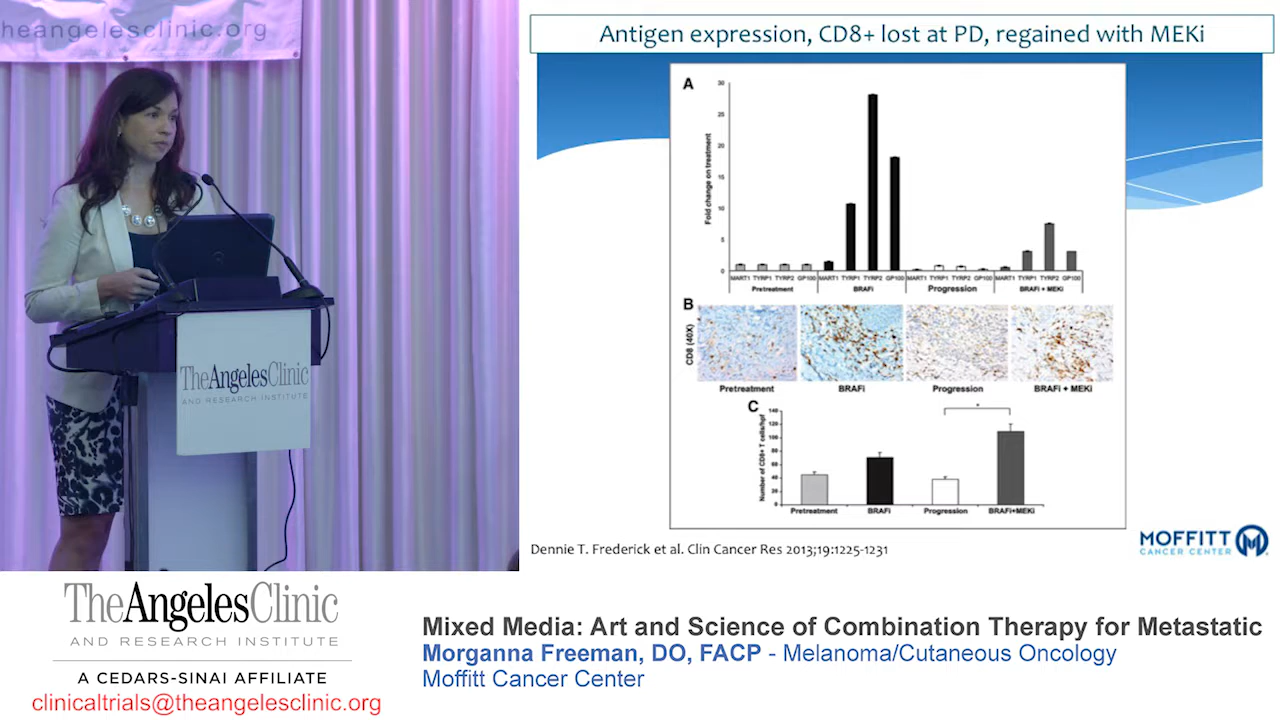 theangelesclinic.org
TheAngelesClinic
AND RESEARCH INSTITUTE
Antigen expression, CD8+ lost at PD, regained with MEKi
A
Fold change on treatment
30
25
20
15
10
5
0
MART1 TYRP1 TYRP2 GP100 MART1 TYRP1 TYRP2 GP100 MART1 TYRP1 TYRP2 GP100 MART1 TYRP1 TYRP2 GP100
Pretreatment BRAFi Progression BRAFi + MEKi
B
CD8 (40X)
Pretreatment BRAFi Progression BRAFi + MEKi
C
Number of CD8+ T cells/hpf
140
120
100
80
60
40
20
0
*
Pretreatment BRAFi Progression BRAFi+MEKi
Dennie T. Frederick et al. Clin Cancer Res 2013;19:1225-1231
MOFFITT
CANCER CENTER
TheAngelesClinic
AND RESEARCH INSTITUTE
A CEDARS-SINAI AFFILIATE
clinicaltrials@theangelesclinic.org
Mixed Media: Art and Science of Combination Therapy for Metastatic
Morganna Freeman, DO, FACP - Melanoma/Cutaneous Oncology
Moffitt Cancer Center